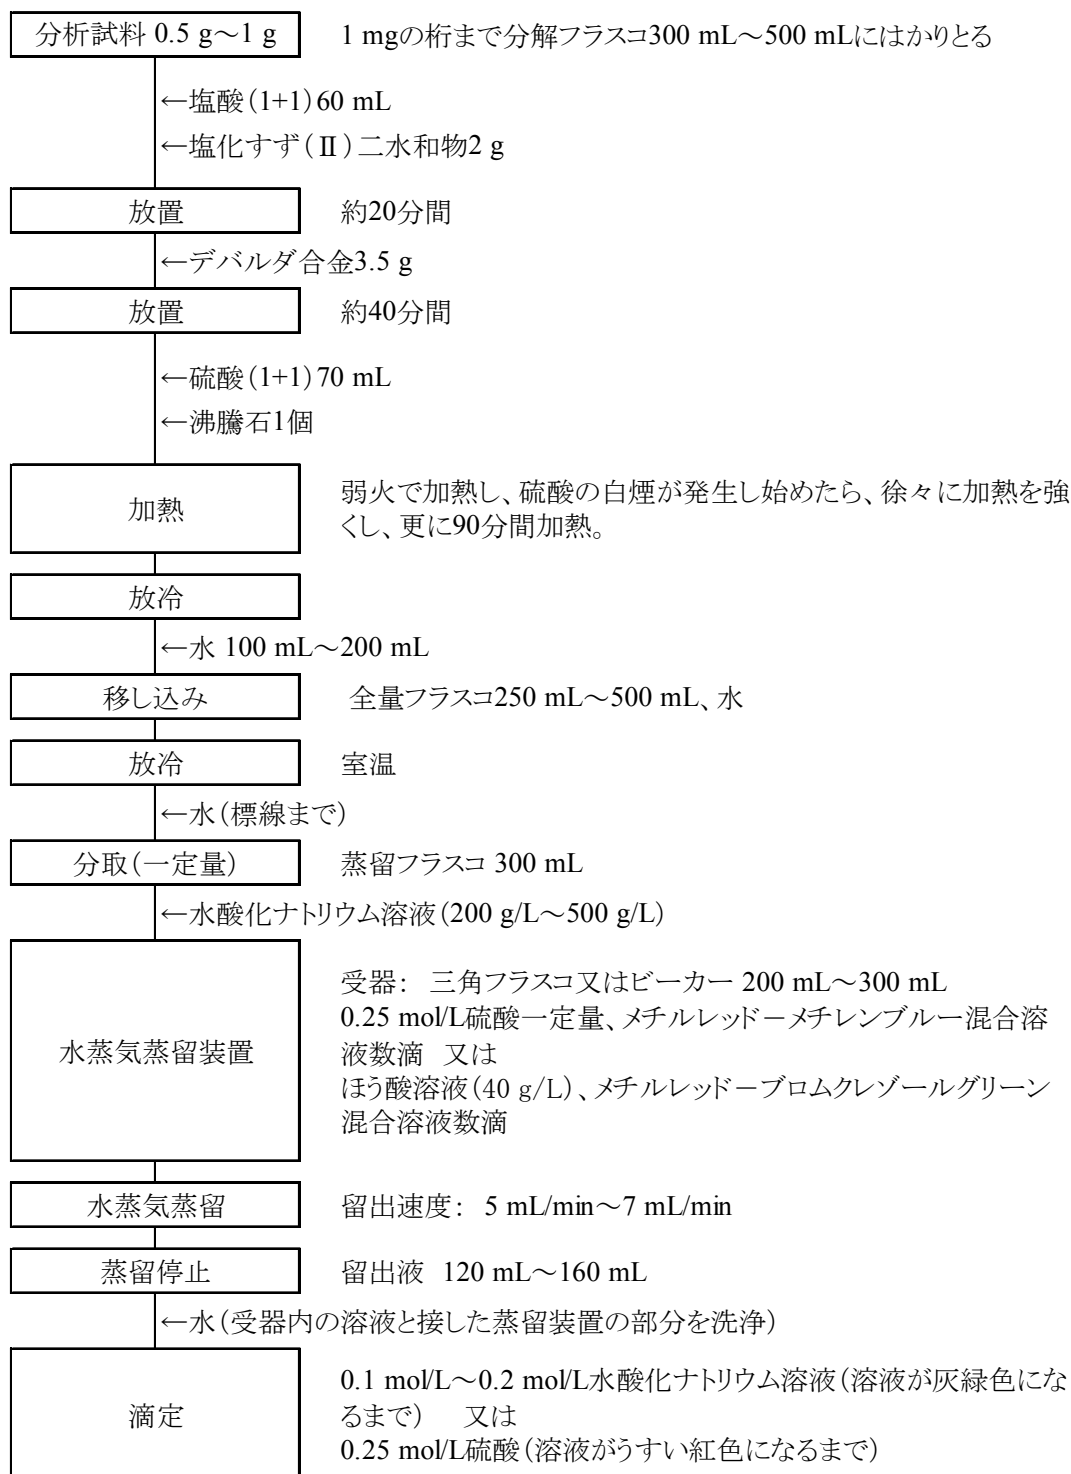 分析試料 0.5 g～1 g　1 mgの桁まで分解フラスコ300 mL～500 mLにはかりとる
←塩酸（1+1）60 mL
←塩化すず（Ⅱ）二水和物2 g
放置　約20分間
←デバルダ合金3.5 g
放置　約40分間
←硫酸（1+1）70 mL
←沸騰石1個
加熱　弱火で加熱し、硫酸の白煙が発生し始めたら、徐々に加熱を強
くし、更に90分間加熱。
放冷
←水 100 mL～200 mL
移し込み　全量フラスコ250 mL～500 mL、水
放冷　室温
←水（標線まで）
分取（一定量）　蒸留フラスコ 300 mL
←水酸化ナトリウム溶液（200 g/L～500 g/L）
水蒸気蒸留装置
受器：　三角フラスコ又はビーカー 200 mL～300 mL
0.25 mol/L硫酸一定量、メチルレッド－メチレンブルー混合溶
液数滴　又は
ほう酸溶液（40 g/L）、メチルレッド－ブロムクレゾールグリーン
混合溶液数滴
水蒸気蒸留　留出速度：　5 mL/min～7 mL/min
蒸留停止　留出液　120 mL～160 mL
←水（受器内の溶液と接した蒸留装置の部分を洗浄）
滴定
0.1 mol/L～0.2 mol/L水酸化ナトリウム溶液（溶液が灰緑色にな
るまで）　又は
0.25 mol/L硫酸（溶液がうすい紅色になるまで）